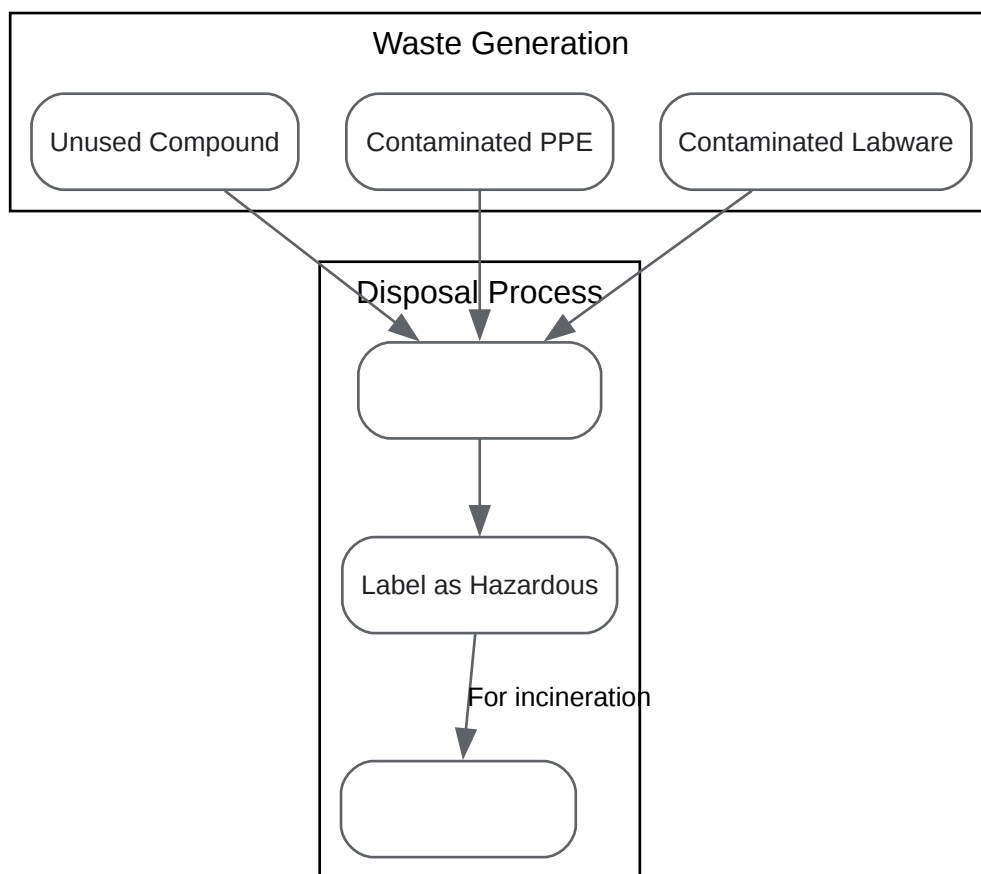 Waste Generation
Unused Compound
Contaminated PPE
Contaminated Labware
Disposal Process
Label as Hazardous
For incineration